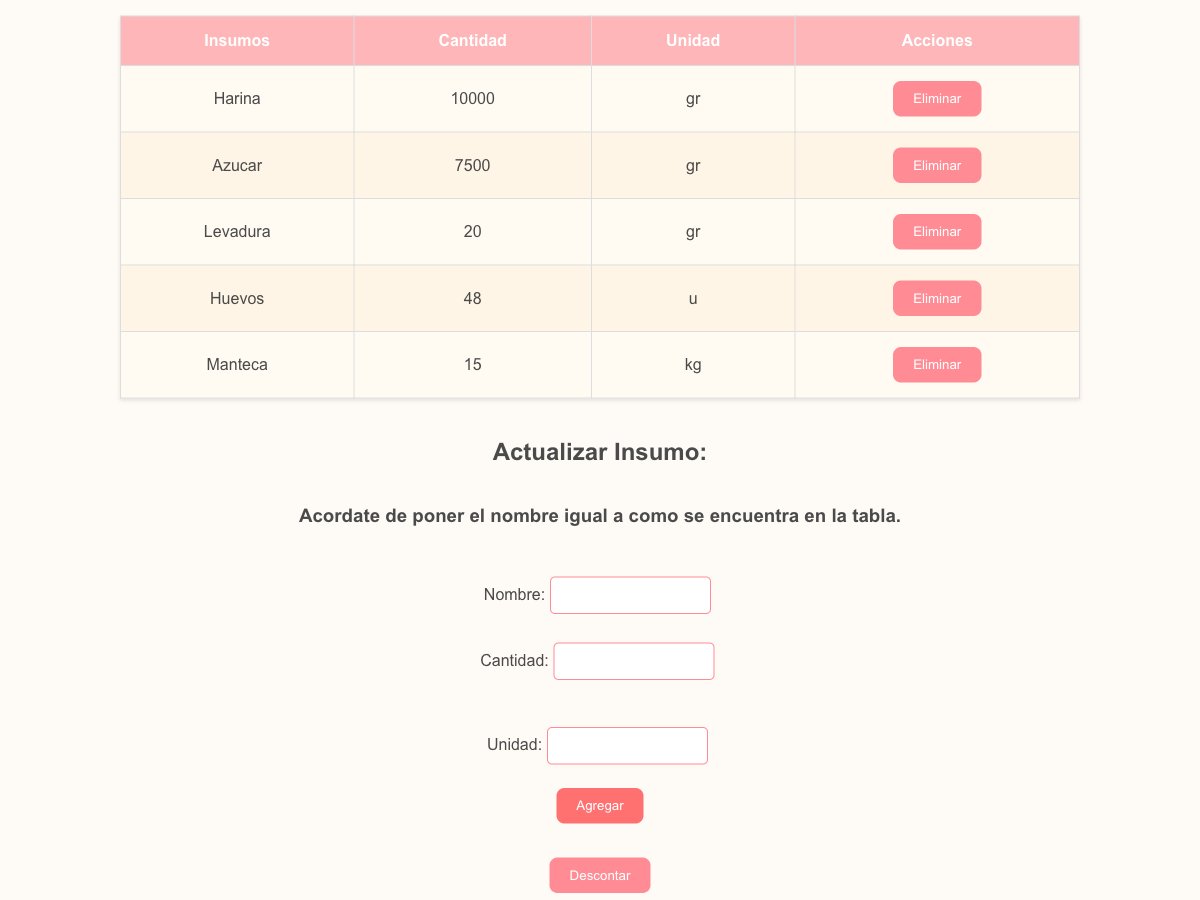 Insumos Cantidad Unidad Acciones
Harina 10000 gr Eliminar
Azucar 7500 gr Eliminar
Levadura 20 gr Eliminar
Huevos 48 u Eliminar
Manteca 15 kg Eliminar
Actualizar Insumo:
Acordate de poner el nombre igual a como se encuentra en la tabla.
Nombre:
Cantidad:
Unidad:
Agregar
Descontar